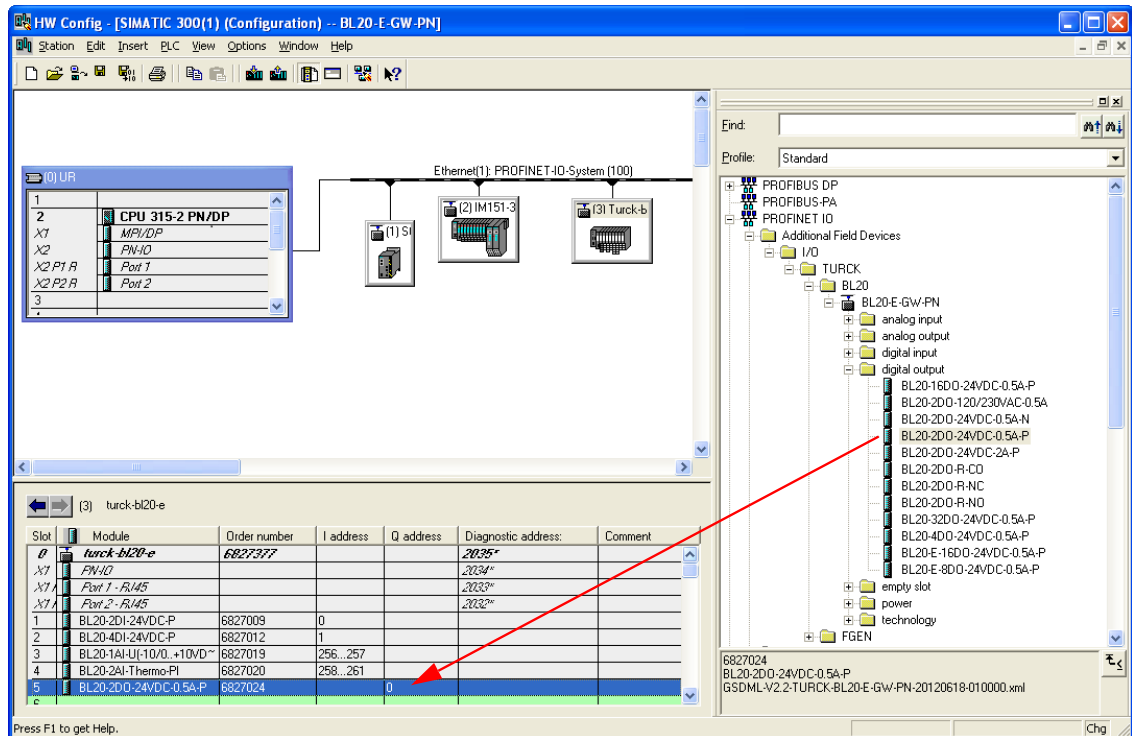 HW Config - [SIMATIC 300(1) (Configuration) -- BL20-E-GW-PN]
Station Edit Insert PLC View Options Window Help
Find:
Profile: Standard
(0) UR
1
2 CPU 315-2 PN/DP
X1 MPI/DP
X2 PN-IO
X2 P1 R Port 1
X2 P2 R Port 2
3
Ethernet(1): PROFINET-IO-System (100)
(1) SI
(2) IM151-3
(3) Turck-b
PROFIBUS DP
PROFIBUS-PA
PROFINET IO
Additional Field Devices
I/O
TURCK
BL20
BL20-E-GW-PN
analog input
analog output
digital input
digital output
BL20-16DO-24VDC-0.5A-P
BL20-2DO-120/230VAC-0.5A
BL20-2DO-24VDC-0.5A-N
BL20-2DO-24VDC-0.5A-P
BL20-2DO-24VDC-2A-P
BL20-2DO-R-CO
BL20-2DO-R-NC
BL20-2DO-R-NO
BL20-32DO-24VDC-0.5A-P
BL20-4DO-24VDC-0.5A-P
BL20-E-16DO-24VDC-0.5A-P
BL20-E-8DO-24VDC-0.5A-P
empty slot
power
technology
FGEN
(3) turck-bl20-e
Slot Module Order number I address Q address Diagnostic address: Comment
0 turck-bl20-e 6827377 2035*
X1 PN-IO 2034*
X1 Port 1 - RJ45 2033*
X1 Port 2 - RJ45 2032*
1 BL20-2DI-24VDC-P 6827009 0
2 BL20-4DI-24VDC-P 6827012 1
3 BL20-1AI-U(-10/0..+10VD~ 6827019 256...257
4 BL20-2AI-Thermo-PI 6827020 258...261
5 BL20-2DO-24VDC-0.5A-P 6827024 0
6827024
BL20-2DO-24VDC-0.5A-P
GSDML-V2.2-TURCK-BL20-E-GW-PN-20120618-010000.xml
Press F1 to get Help.
Chg